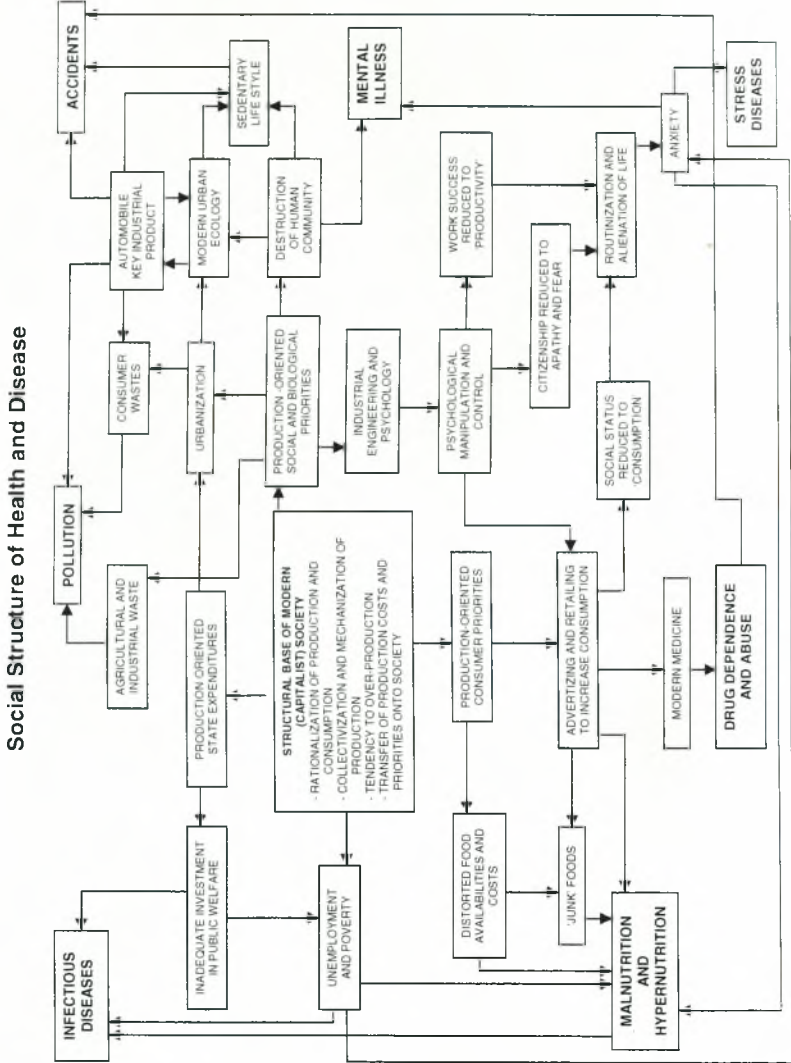 Social Structure of Health and Disease
INFECTIOUS
DISEASES
POLLUTION
ACCIDENTS
AGRICULTURAL AND
INDUSTRIAL WASTE
CONSUMER
WASTES
AUTOMOBILE
KEY INDUSTRIAL
PRODUCT
INADEQUATE INVESTMENT
IN PUBLIC WELFARE
PRODUCTION ORIENTED
STATE EXPENDITURES
URBANIZATION
MODERN URBAN
ECOLOGY
SEDENTARY
LIFE STYLE
UNEMPLOYMENT
AND POVERTY
STRUCTURAL BASE OF MODERN
(CAPITALIST) SOCIETY
- RATIONALIZATION OF PRODUCTION AND
CONSUMPTION
- COLLECTIVIZATION AND MECHANIZATION OF
PRODUCTION
- TENDENCY TO OVER-PRODUCTION
- TRANSFER OF PRODUCTION COSTS AND
PRIORITIES ONTO SOCIETY
PRODUCTION-ORIENTED
SOCIAL AND BIOLOGICAL
PRIORITIES
DESTRUCTION
OF HUMAN
COMMUNITY
INDUSTRIAL
ENGINEERING AND
PSYCHOLOGY
MENTAL
ILLNESS
DISTORTED FOOD
AVAILABILITIES AND
COSTS
PRODUCTION-ORIENTED
CONSUMER PRIORITIES
PSYCHOLOGICAL
MANIPULATION AND
CONTROL
WORK SUCCESS
REDUCED TO
'PRODUCTIVITY'
CITIZENSHIP REDUCED TO
APATHY AND FEAR
'JUNK' FOODS
ADVERTIZING AND RETAILING
TO INCREASE CONSUMPTION
SOCIAL STATUS
REDUCED TO
'CONSUMPTION'
ROUTINIZATION AND
ALIENATION OF LIFE
MALNUTRITION
AND
HYPERNUTRITION
MODERN MEDICINE
ANXIETY
DRUG DEPENDENCE
AND ABUSE
STRESS
DISEASES